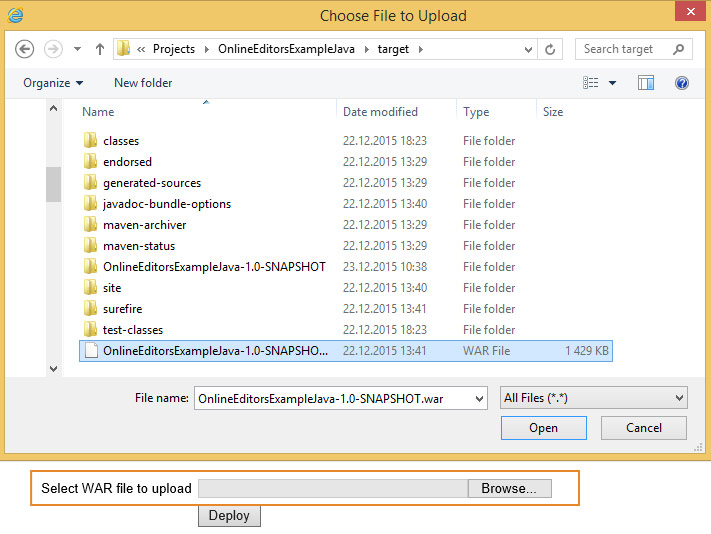 Choose File to Upload
« Projects OnlineEditorsExampleJava target Search target
Organize New folder
Name Date modified Type Size
classes 22.12.2015 18:23 File folder
endorsed 22.12.2015 13:29 File folder
generated-sources 22.12.2015 13:29 File folder
javadoc-bundle-options 22.12.2015 13:40 File folder
maven-archiver 22.12.2015 13:29 File folder
maven-status 22.12.2015 13:29 File folder
OnlineEditorsExampleJava-1.0-SNAPSHOT 23.12.2015 10:38 File folder
site 22.12.2015 13:40 File folder
surefire 22.12.2015 13:41 File folder
test-classes 22.12.2015 18:23 File folder
OnlineEditorsExampleJava-1.0-SNAPSHO... 22.12.2015 13:41 WAR File 1 429 KB
File name: OnlineEditorsExampleJava-1.0-SNAPSHOT.war All Files (*.*)
Open Cancel
Select WAR file to upload Browse...
Deploy